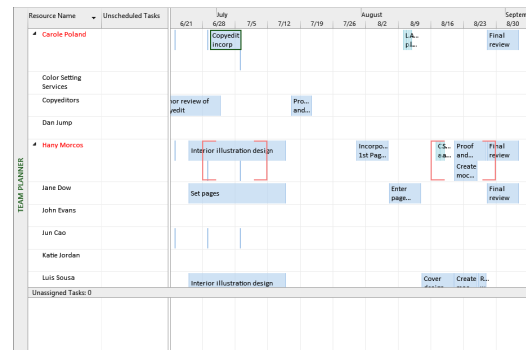 Resource Name
Unscheduled Tasks
July
August
Septem
6/21
6/28
7/5
7/12
7/19
7/26
8/2
8/9
8/16
8/23
8/30
TEAM PLANNER
Carole Poland
Copyedit
incorp
Final
review
Color Setting
Services
Copyeditors
or review of
yedit
Pro...
and...
Dan Jump
Hany Morcos
Interior illustration design
Incorpo...
1st Pag...
Proof
and...
Final
review
Create
moc...
Jane Dow
Set pages
Enter
page...
Final
review
John Evans
Jun Cao
Katie Jordan
Luis Sousa
Interior illustration design
Cover
Create
R...
Unassigned Tasks: 0